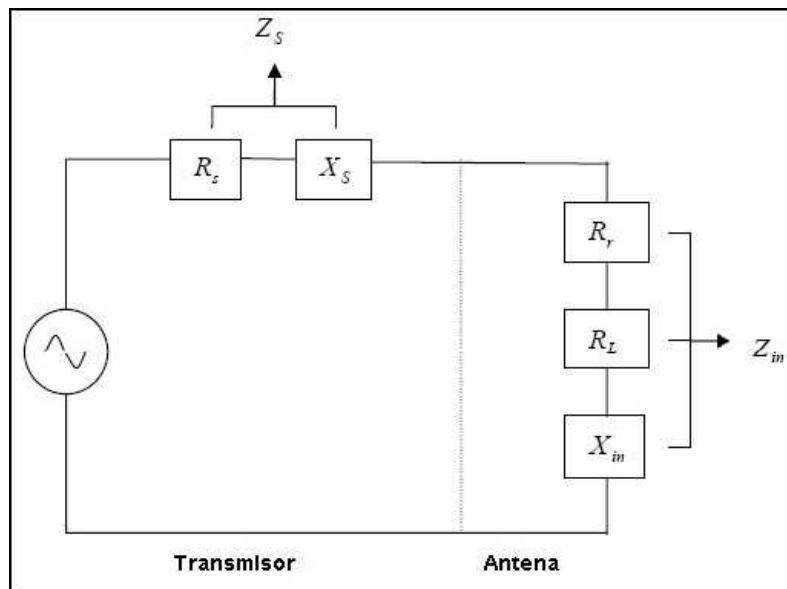 Z_S
R_s
X_S
R_r
R_L
Z_in
X_in
Transmisor
Antena